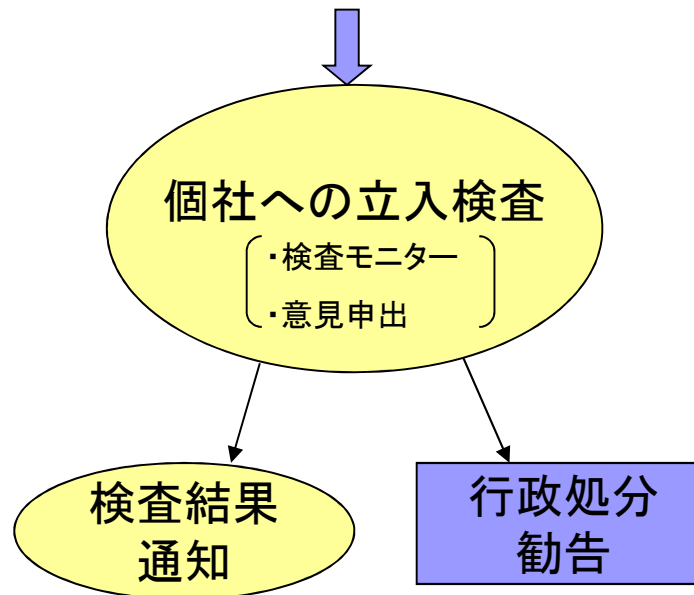 個社への立入検査
・検査モニター
・意見申出
検査結果
通知
行政処分
勧告